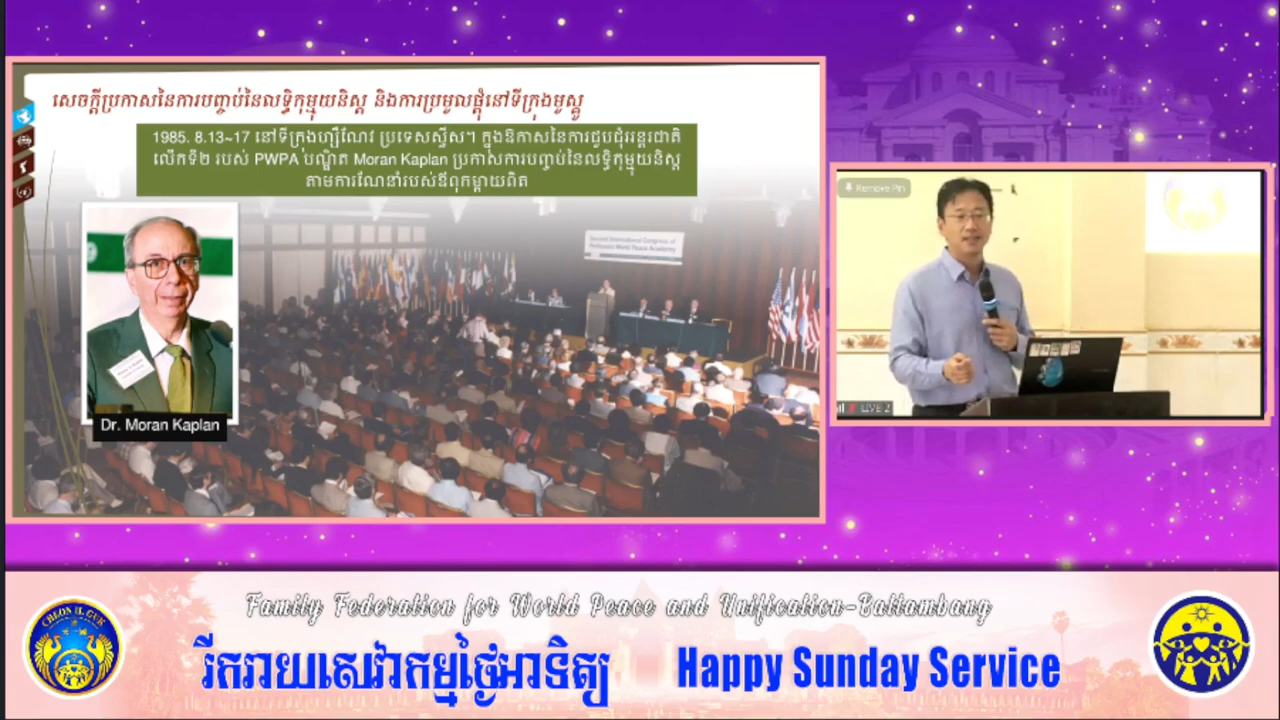 សេចក្តីប្រកាសនៃការបញ្ចប់នៃលទ្ធិកុម្មុយនិស្ត និងការប្រមូលផ្តុំនៅទីក្រុងមូស្គូ
1985. 8.13~17 នៅទីក្រុងហ្សឺណែវ ប្រទេសស្វីស។ ក្នុងឱកាសនៃការជួបជុំអន្តរជាតិ
លើកទី២ របស់ PWPA បណ្ឌិត Moran Kaplan ប្រកាសការបញ្ចប់នៃលទ្ធិកុម្មុយនិស្ត
តាមការណែនាំរបស់ឪពុកម្តាយពិត
Second International Congress of
Professors World Peace Academy
Dr. Moran Kaplan
Remove Pin
LIVE 2
Family Federation for World Peace and Unification-Battambang
CHEON IL GUK
រីករាយសេវាកម្មថ្ងៃអាទិត្យ
Happy Sunday Service